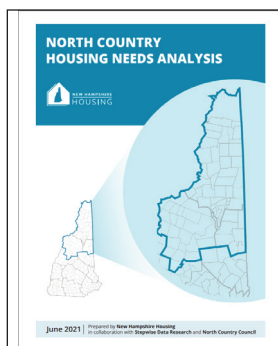 NORTH COUNTRY
HOUSING NEEDS ANALYSIS
NEW HAMPSHIRE
HOUSING
June 2021
Prepared by New Hampshire Housing
in collaboration with Stepwise Data Research and North Country Council